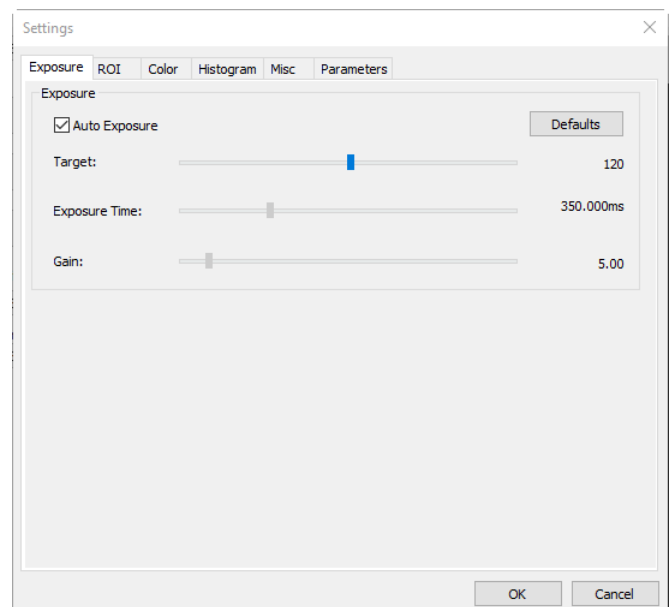 Settings
Exposure ROI Color Histogram Misc Parameters
Exposure
Auto Exposure Defaults
Target: 120
Exposure Time: 350.000ms
Gain: 5.00
OK Cancel